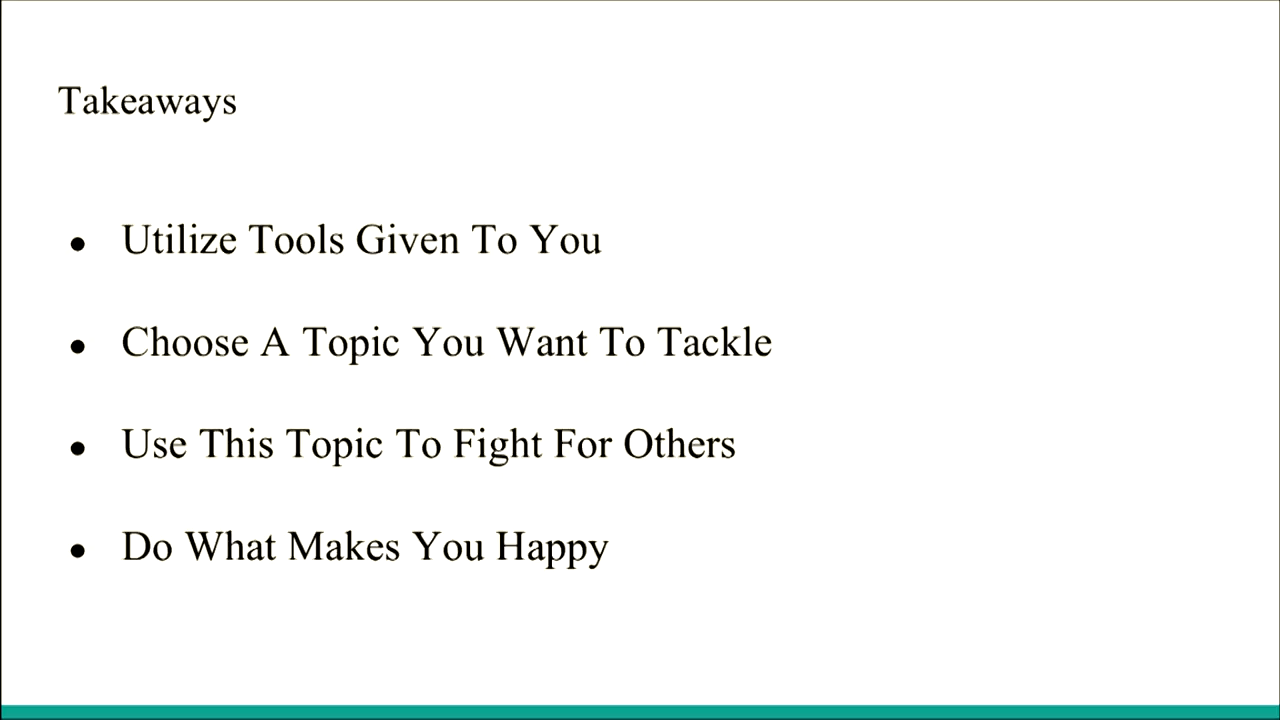 Takeaways
● Utilize Tools Given To You
● Choose A Topic You Want To Tackle
● Use This Topic To Fight For Others
● Do What Makes You Happy